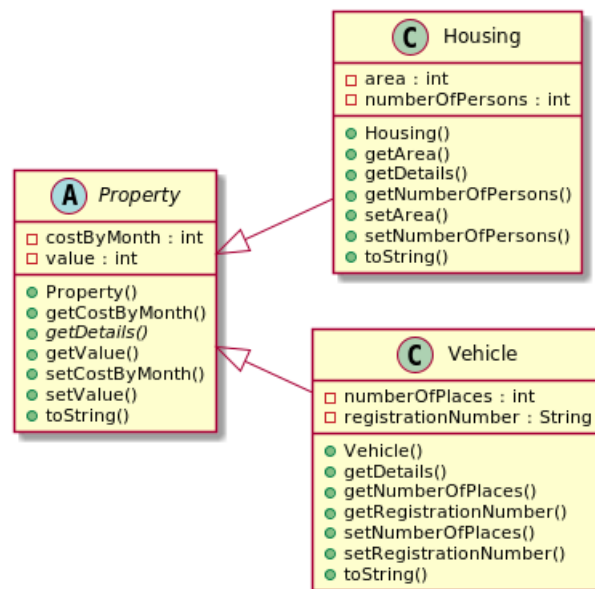 A Property
costByMonth : int
value : int
Property()
getCostByMonth()
getDetails()
getValue()
setCostByMonth()
setValue()
toString()
C Housing
area : int
numberOfPersons : int
Housing()
getArea()
getDetails()
getNumberOfPersons()
setArea()
setNumberOfPersons()
toString()
C Vehicle
numberOfPlaces : int
registrationNumber : String
Vehicle()
getDetails()
getNumberOfPlaces()
getRegistrationNumber()
setNumberOfPlaces()
setRegistrationNumber()
toString()